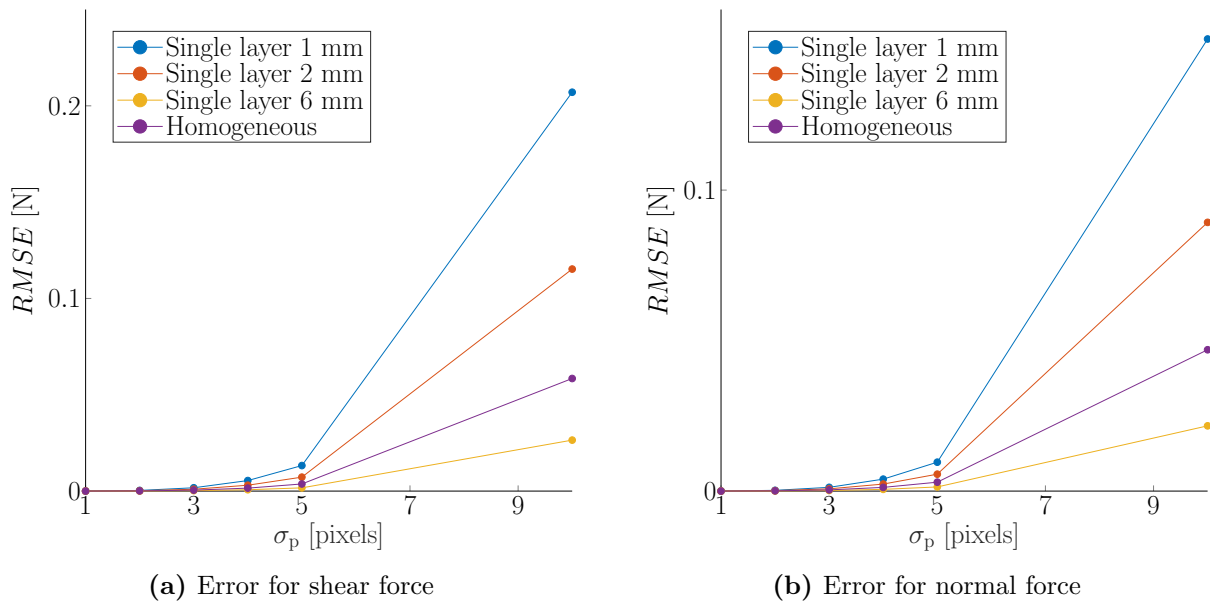 Single layer 1 mm
Single layer 2 mm
Single layer 6 mm
Homogeneous
0.2
0.1
0
RMSE [N]
1 3 5 7 9
σp [pixels]
(a) Error for shear force
Single layer 1 mm
Single layer 2 mm
Single layer 6 mm
Homogeneous
0.1
0
RMSE [N]
1 3 5 7 9
σp [pixels]
(b) Error for normal force